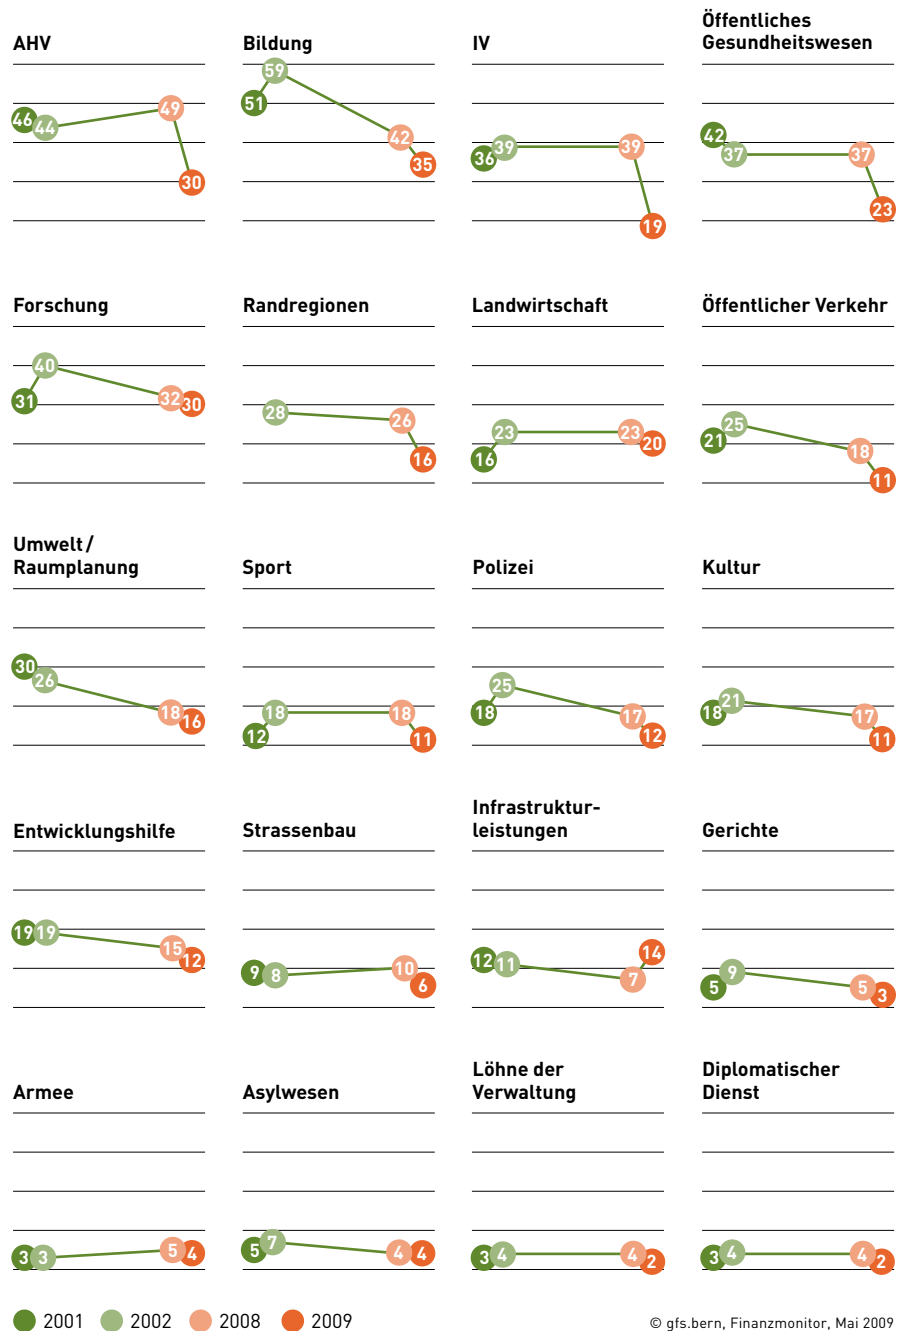 AHV
46
44
49
30
Bildung
51
59
42
35
IV
36
39
39
19
Öffentliches
Gesundheitswesen
42
37
37
23
Forschung
31
40
32
30
Randregionen
28
26
16
Landwirtschaft
16
23
23
20
Öffentlicher Verkehr
21
25
18
11
Umwelt /
Raumplanung
30
26
18
16
Sport
12
18
18
11
Polizei
18
25
17
12
Kultur
18
21
17
11
Entwicklungshilfe
19
19
15
12
Strassenbau
9
8
10
6
Infrastruktur-
leistungen
12
11
7
14
Gerichte
5
9
5
3
Armee
3
3
5
4
Asylwesen
5
7
4
4
Löhne der
Verwaltung
3
4
4
2
Diplomatischer
Dienst
3
4
4
2
2001 2002 2008 2009
© gfs.bern, Finanzmonitor, Mai 2009